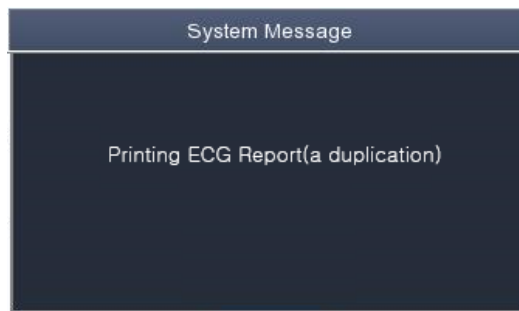 System Message
Printing ECG Report(a duplication)